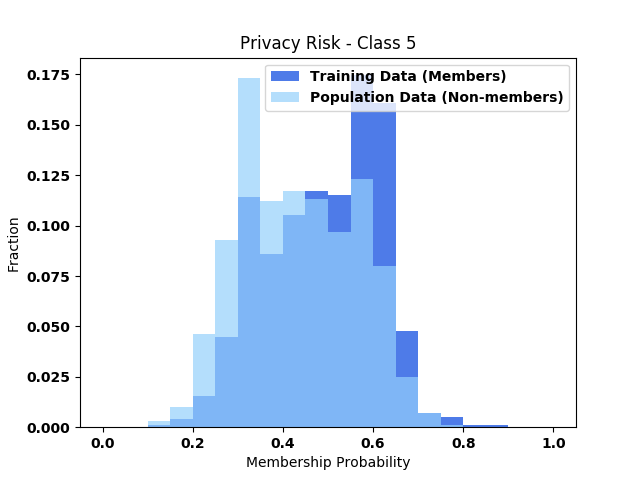 Privacy Risk - Class 5
Training Data (Members)
Population Data (Non-members)
0.175
0.150
0.125
0.100
0.075
0.050
0.025
0.000
Fraction
0.0 0.2 0.4 0.6 0.8 1.0
Membership Probability